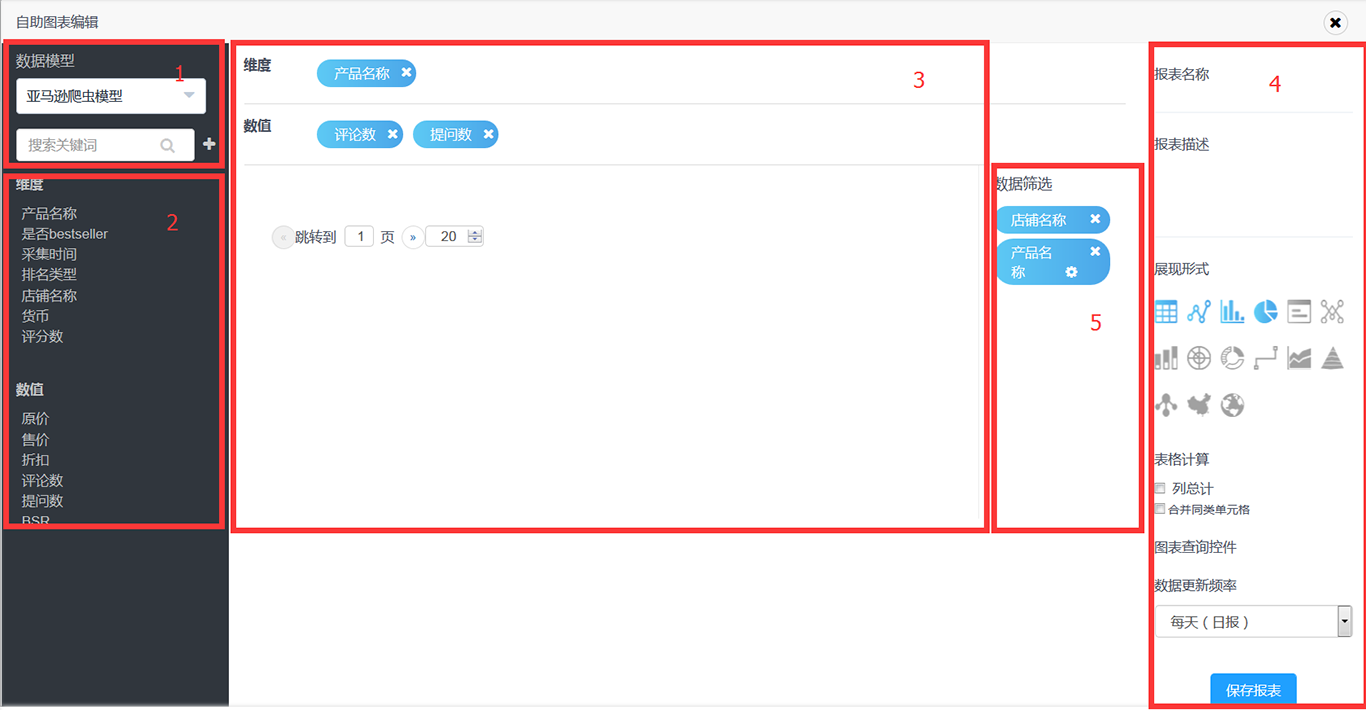 自助图表编辑
数据模型
1
亚马逊爬虫模型
搜索关键词
维度
2
产品名称
是否bestseller
采集时间
排名类型
店铺名称
货币
评分数
数值
原价
售价
折扣
评论数
提问数
BSR
维度
产品名称
3
数值
评论数
提问数
« 跳转到 1 页 » 20
数据筛选
店铺名称
产品名
称
5
报表名称
4
报表描述
展现形式
表格计算
列总计
合并同类单元格
图表查询控件
数据更新频率
每天（日报）
保存报表